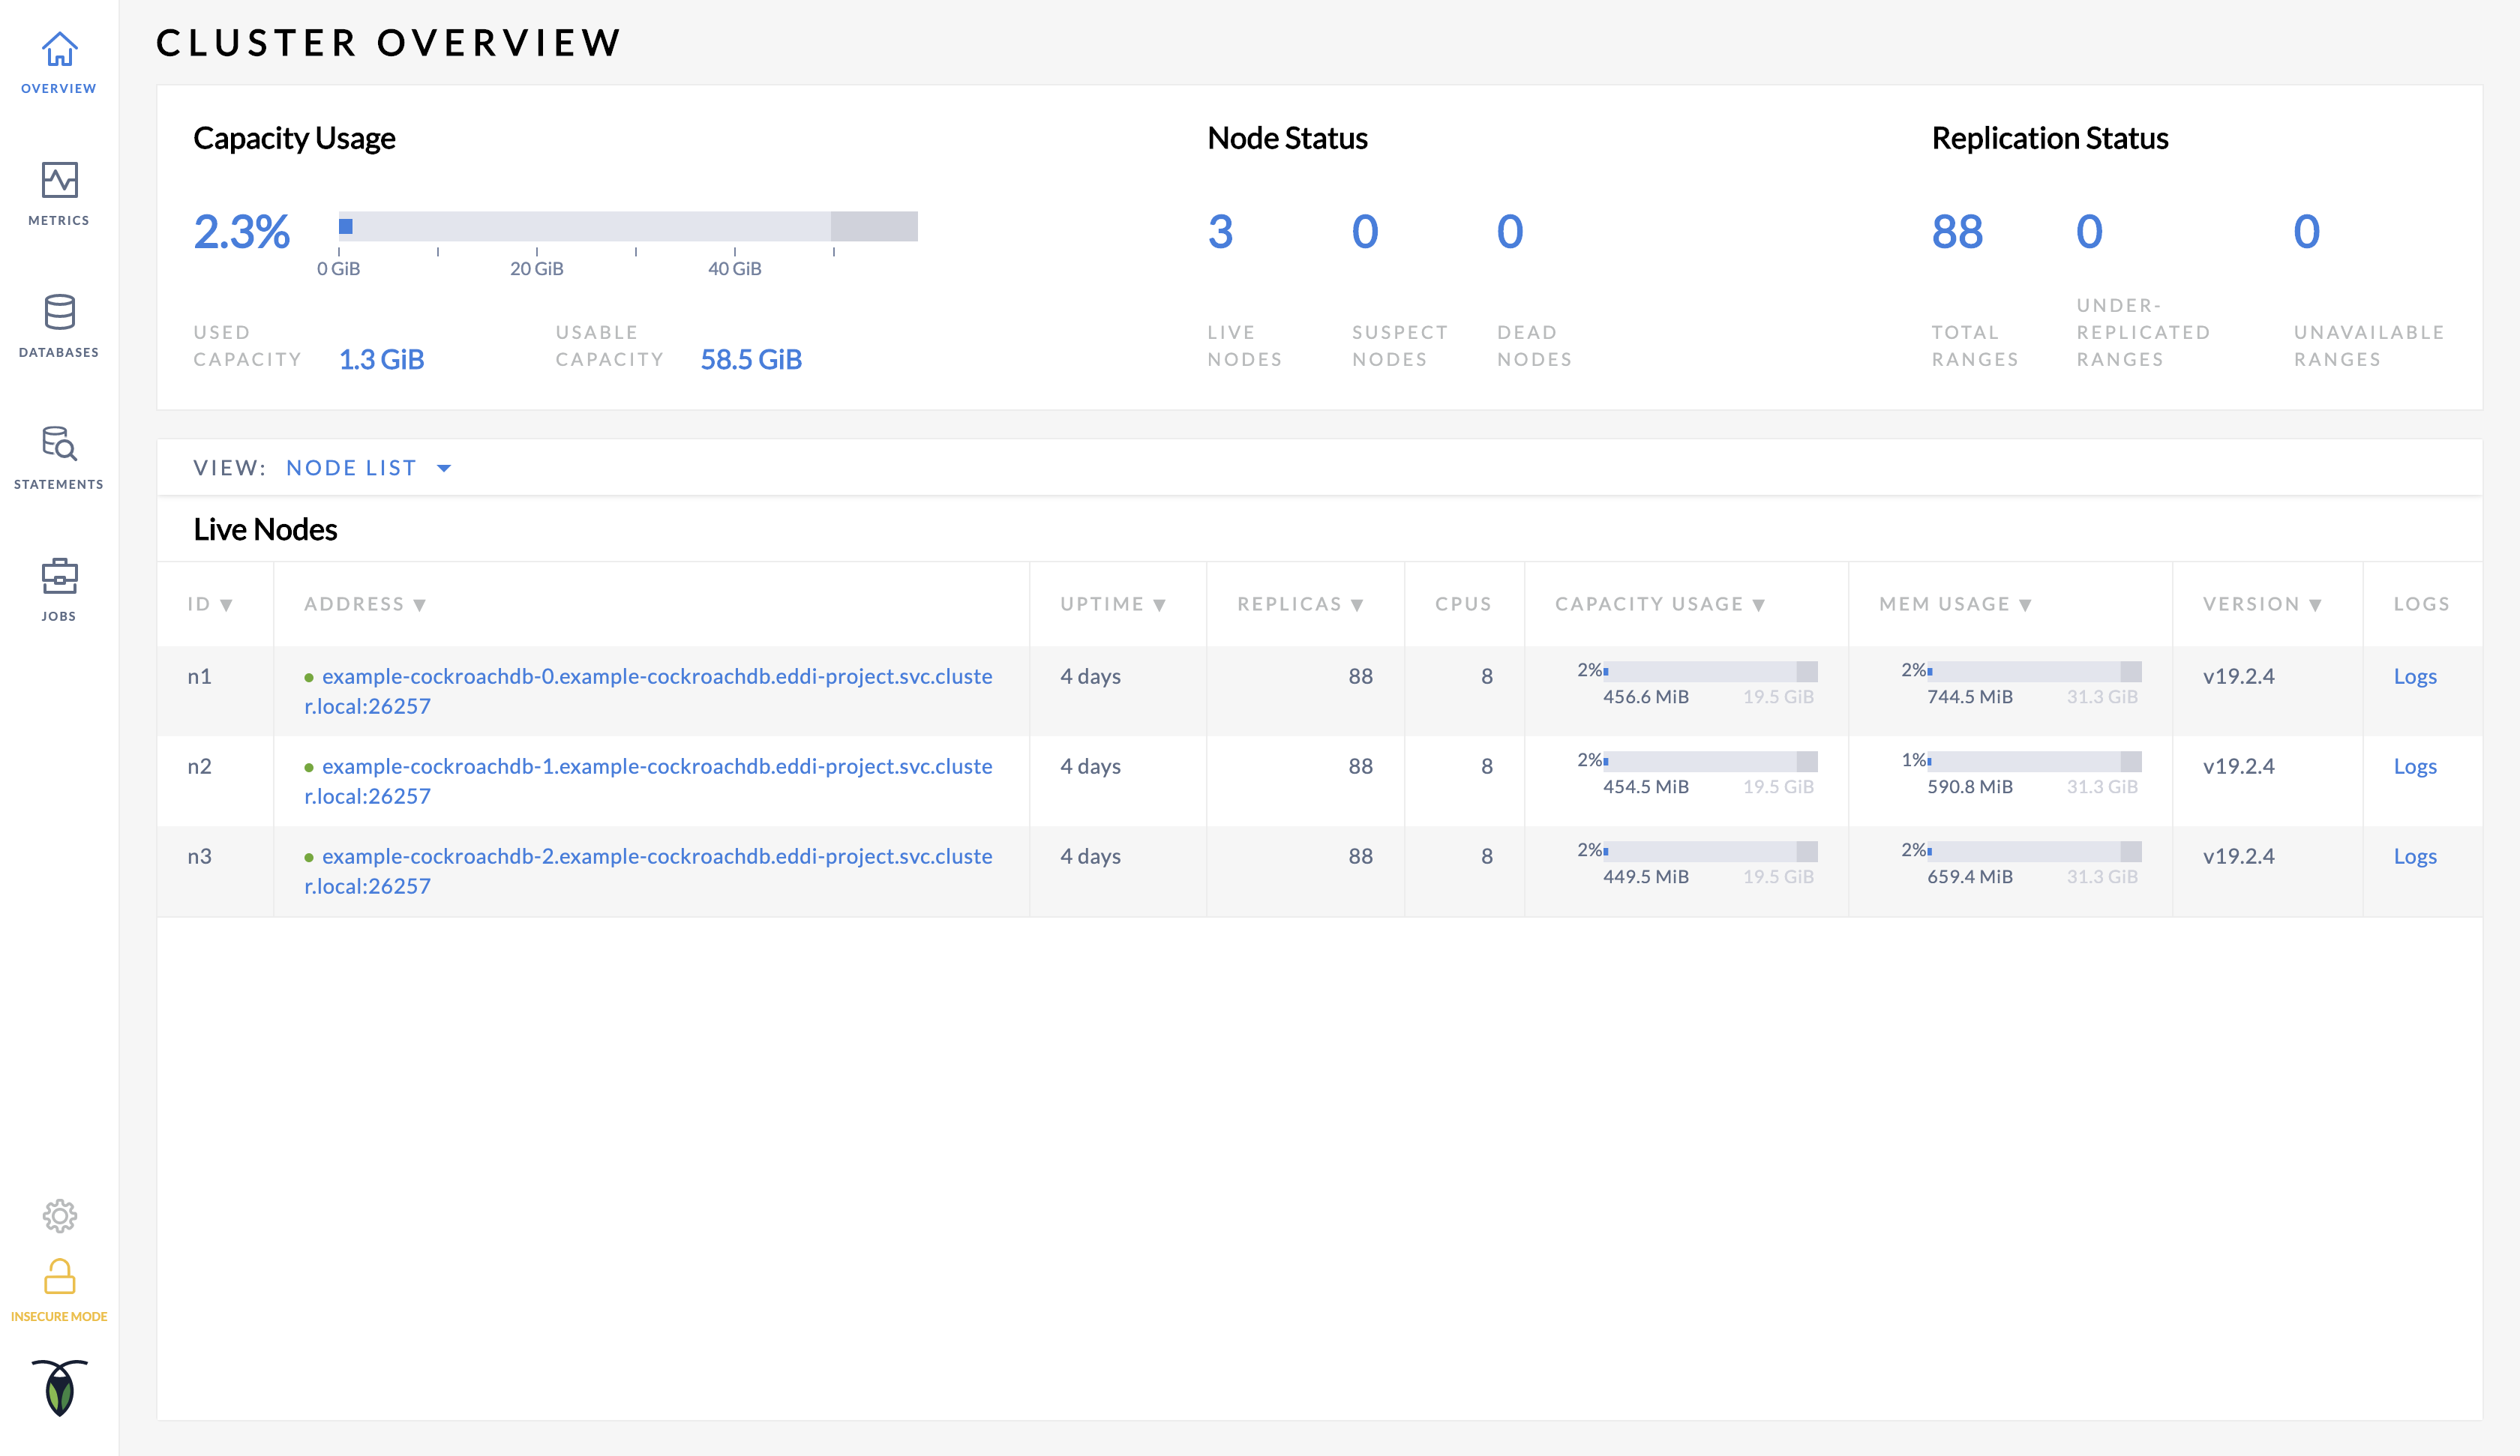 CLUSTER OVERVIEW
OVERVIEW
METRICS
DATABASES
STATEMENTS
JOBS
INSECURE MODE
Capacity Usage
2.3%
0 GiB 20 GiB 40 GiB
USED
CAPACITY 1.3 GiB
USABLE
CAPACITY 58.5 GiB
Node Status
3 0 0
LIVE
NODES
SUSPECT
NODES
DEAD
NODES
Replication Status
88 0 0
TOTAL
RANGES
UNDER-
REPLICATED
RANGES
UNAVAILABLE
RANGES
VIEW: NODE LIST
Live Nodes
ID ▼ ADDRESS ▼ UPTIME ▼ REPLICAS ▼ CPUS CAPACITY USAGE ▼ MEM USAGE ▼ VERSION ▼ LOGS
n1 example-cockroachdb-0.example-cockroachdb.eddi-project.svc.cluste 4 days 88 8 2% 2% v19.2.4 Logs
r.local:26257 456.6 MiB 19.5 GiB 744.5 MiB 31.3 GiB
n2 example-cockroachdb-1.example-cockroachdb.eddi-project.svc.cluste 4 days 88 8 2% 1% v19.2.4 Logs
r.local:26257 454.5 MiB 19.5 GiB 590.8 MiB 31.3 GiB
n3 example-cockroachdb-2.example-cockroachdb.eddi-project.svc.cluste 4 days 88 8 2% 2% v19.2.4 Logs
r.local:26257 449.5 MiB 19.5 GiB 659.4 MiB 31.3 GiB